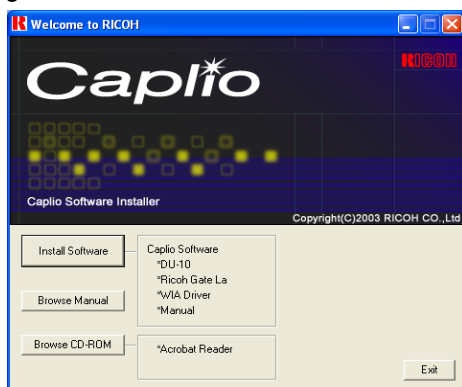 Welcome to RICOH
RICOH
Caplio
Caplio Software Installer
Copyright(C)2003 RICOH CO.,Ltd
Install Software
Caplio Software
*DU-10
*Ricoh Gate La
*WIA Driver
*Manual
Browse Manual
Browse CD-ROM
*Acrobat Reader
Exit